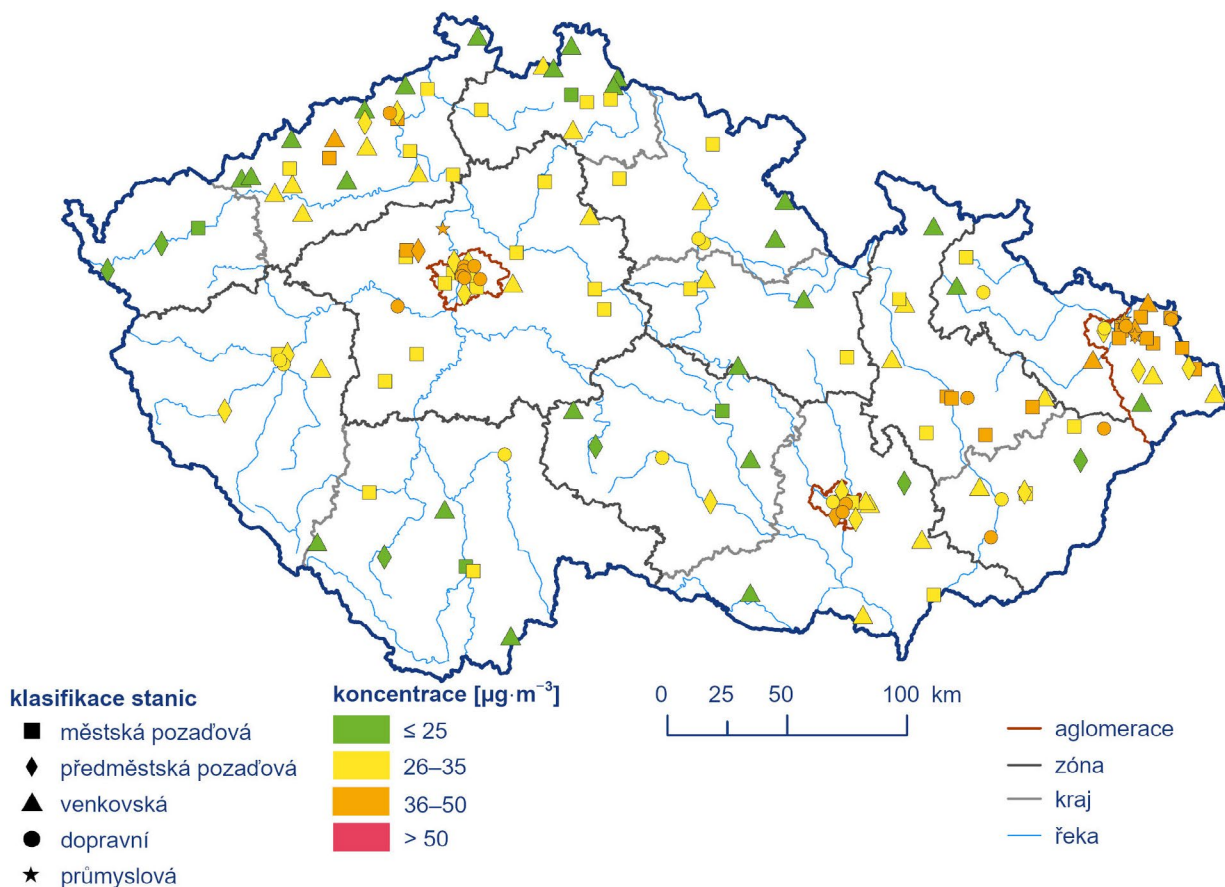 klasifikace stanic
městská pozaďová
předměstská pozaďová
venkovská
dopravní
průmyslová
koncentrace [µg·m⁻³]
≤ 25
26–35
36–50
> 50
0 25 50 100 km
aglomerace
zóna
kraj
řeka